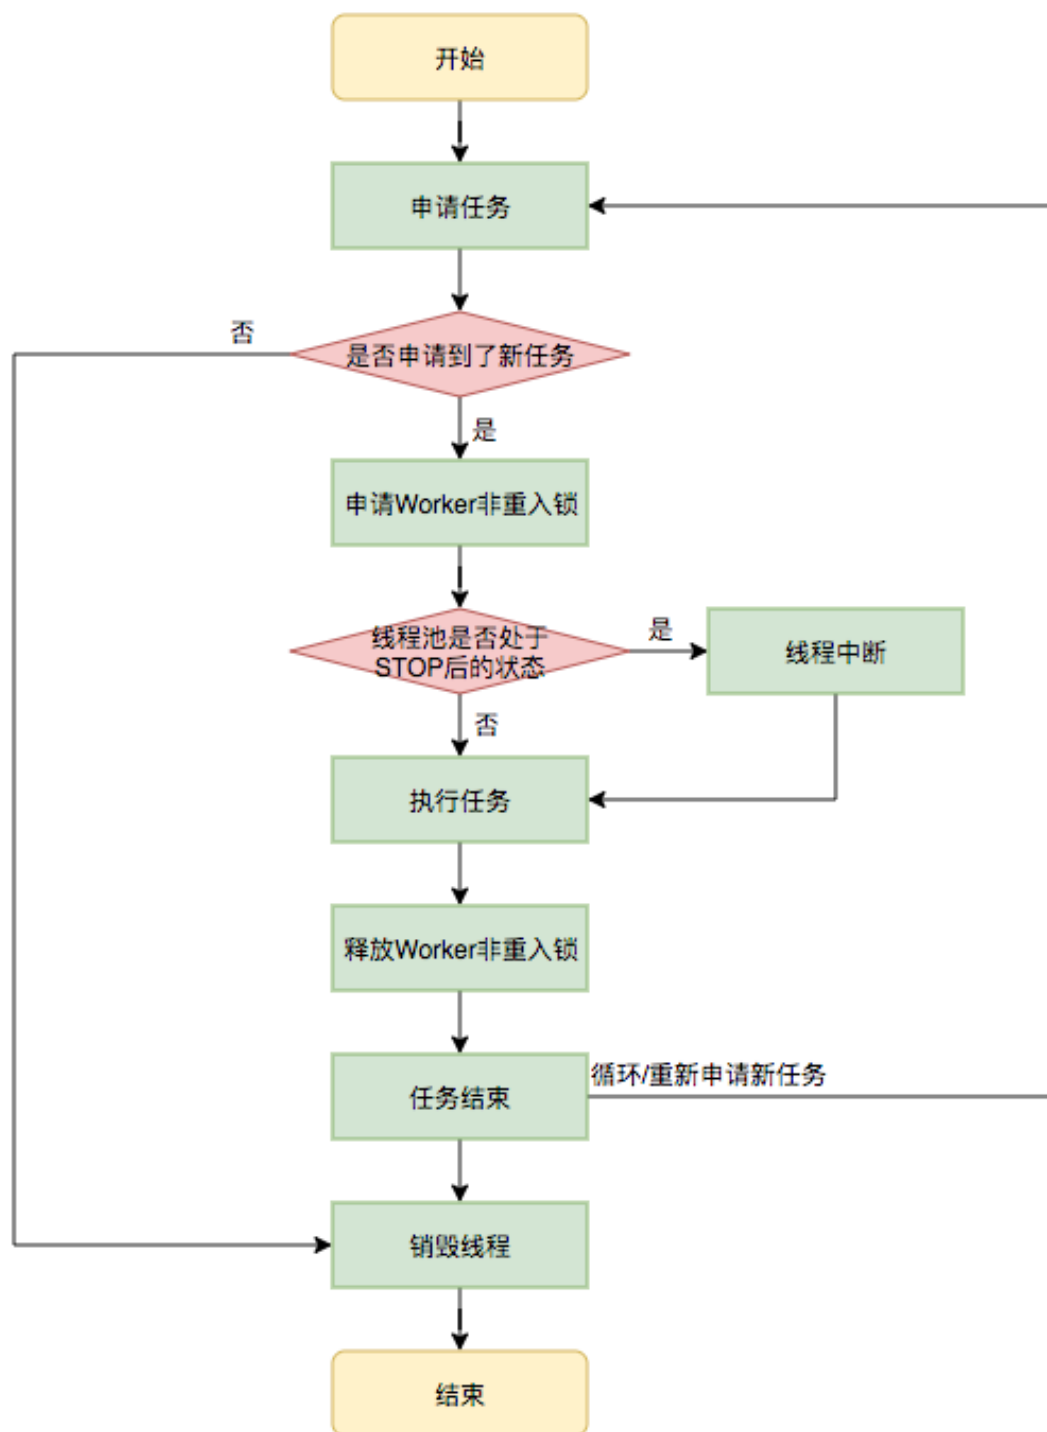 开始
申请任务
否
是否申请到了新任务
是
申请Worker非重入锁
线程池是否处于
STOP后的状态
是
线程中断
否
执行任务
释放Worker非重入锁
循环/重新申请新任务
任务结束
销毁线程
结束